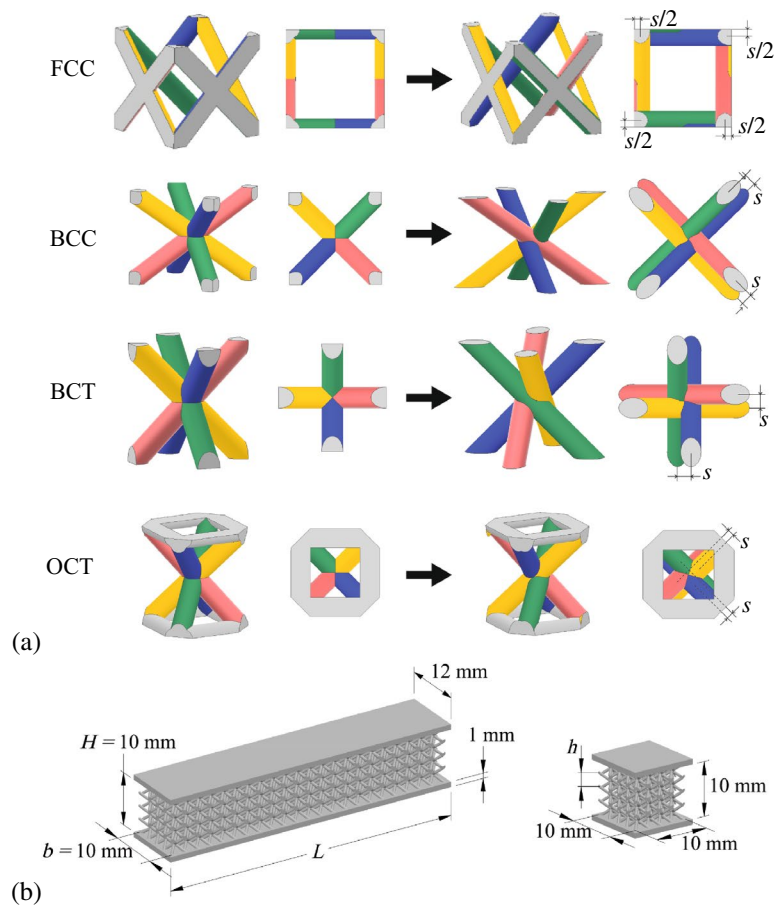 FCC
s/2
s/2
s/2
s/2
BCC
s
s
BCT
s
s
OCT
s
s
(a)
12 mm
H = 10 mm
1 mm
b = 10 mm
L
h
10 mm
10 mm
10 mm
(b)